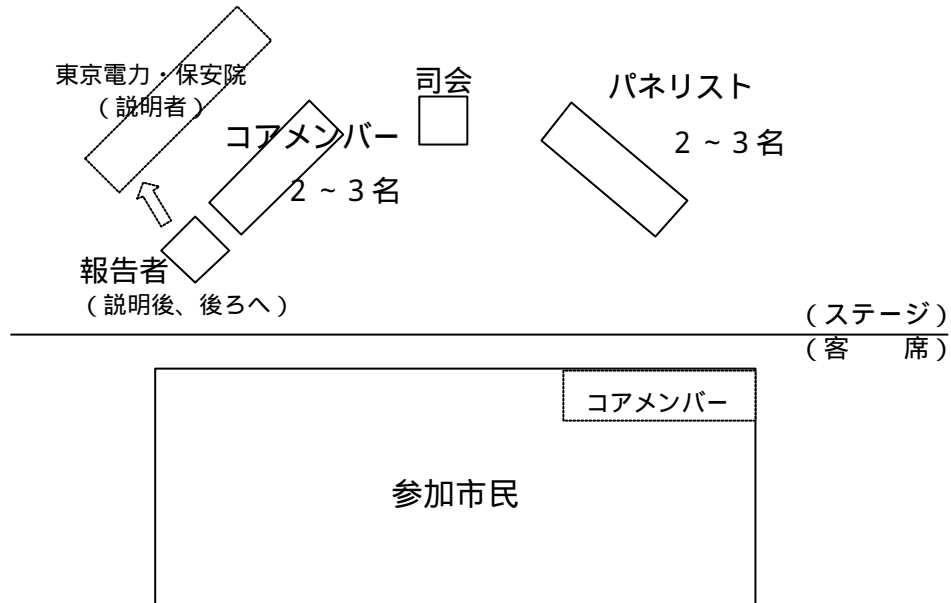 東京電力・保安院
（説明者）
司会
パネリスト
コアメンバー
２～３名
２～３名
報告者
（説明後、後ろへ）
（ステージ）
（客　　席）
コアメンバー
参加市民